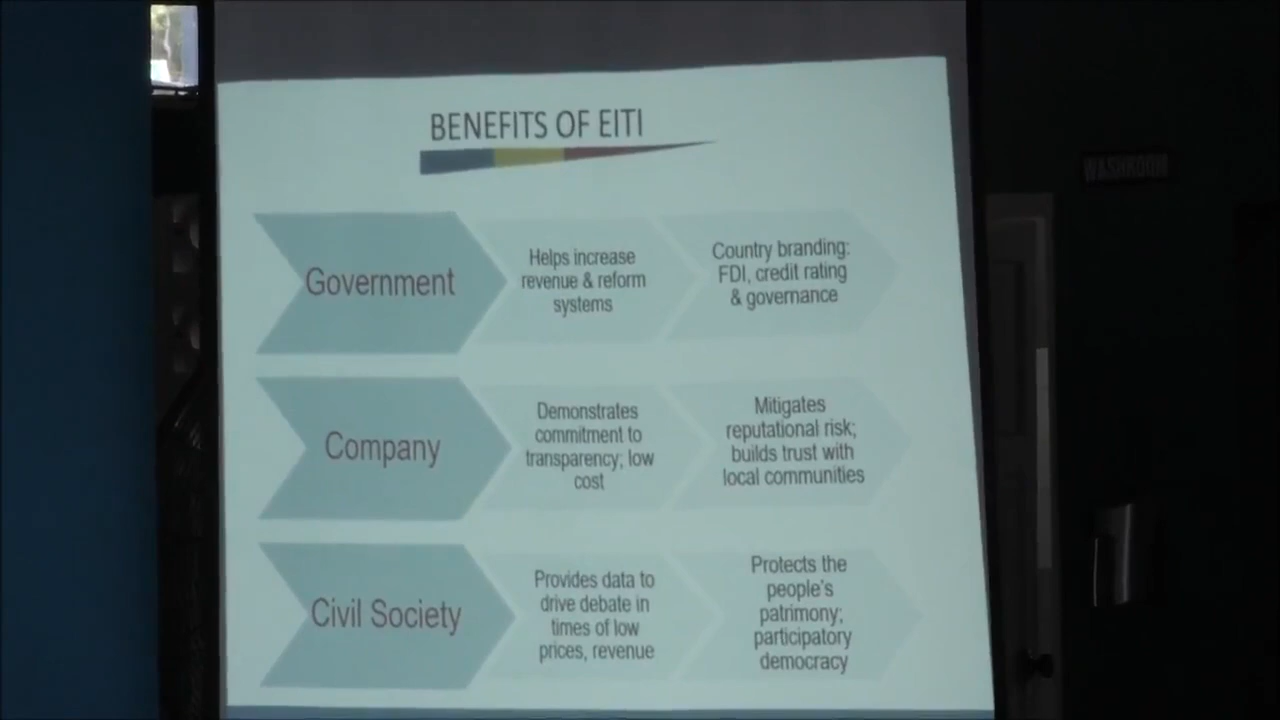 BENEFITS OF EITI
WASHROOM
Government
Helps increase
revenue & reform
systems
Country branding:
FDI, credit rating
& governance
Company
Demonstrates
commitment to
transparency; low
cost
Mitigates
reputational risk;
builds trust with
local communities
Civil Society
Provides data to
drive debate in
times of low
prices, revenue
Protects the
people's
patrimony;
participatory
democracy